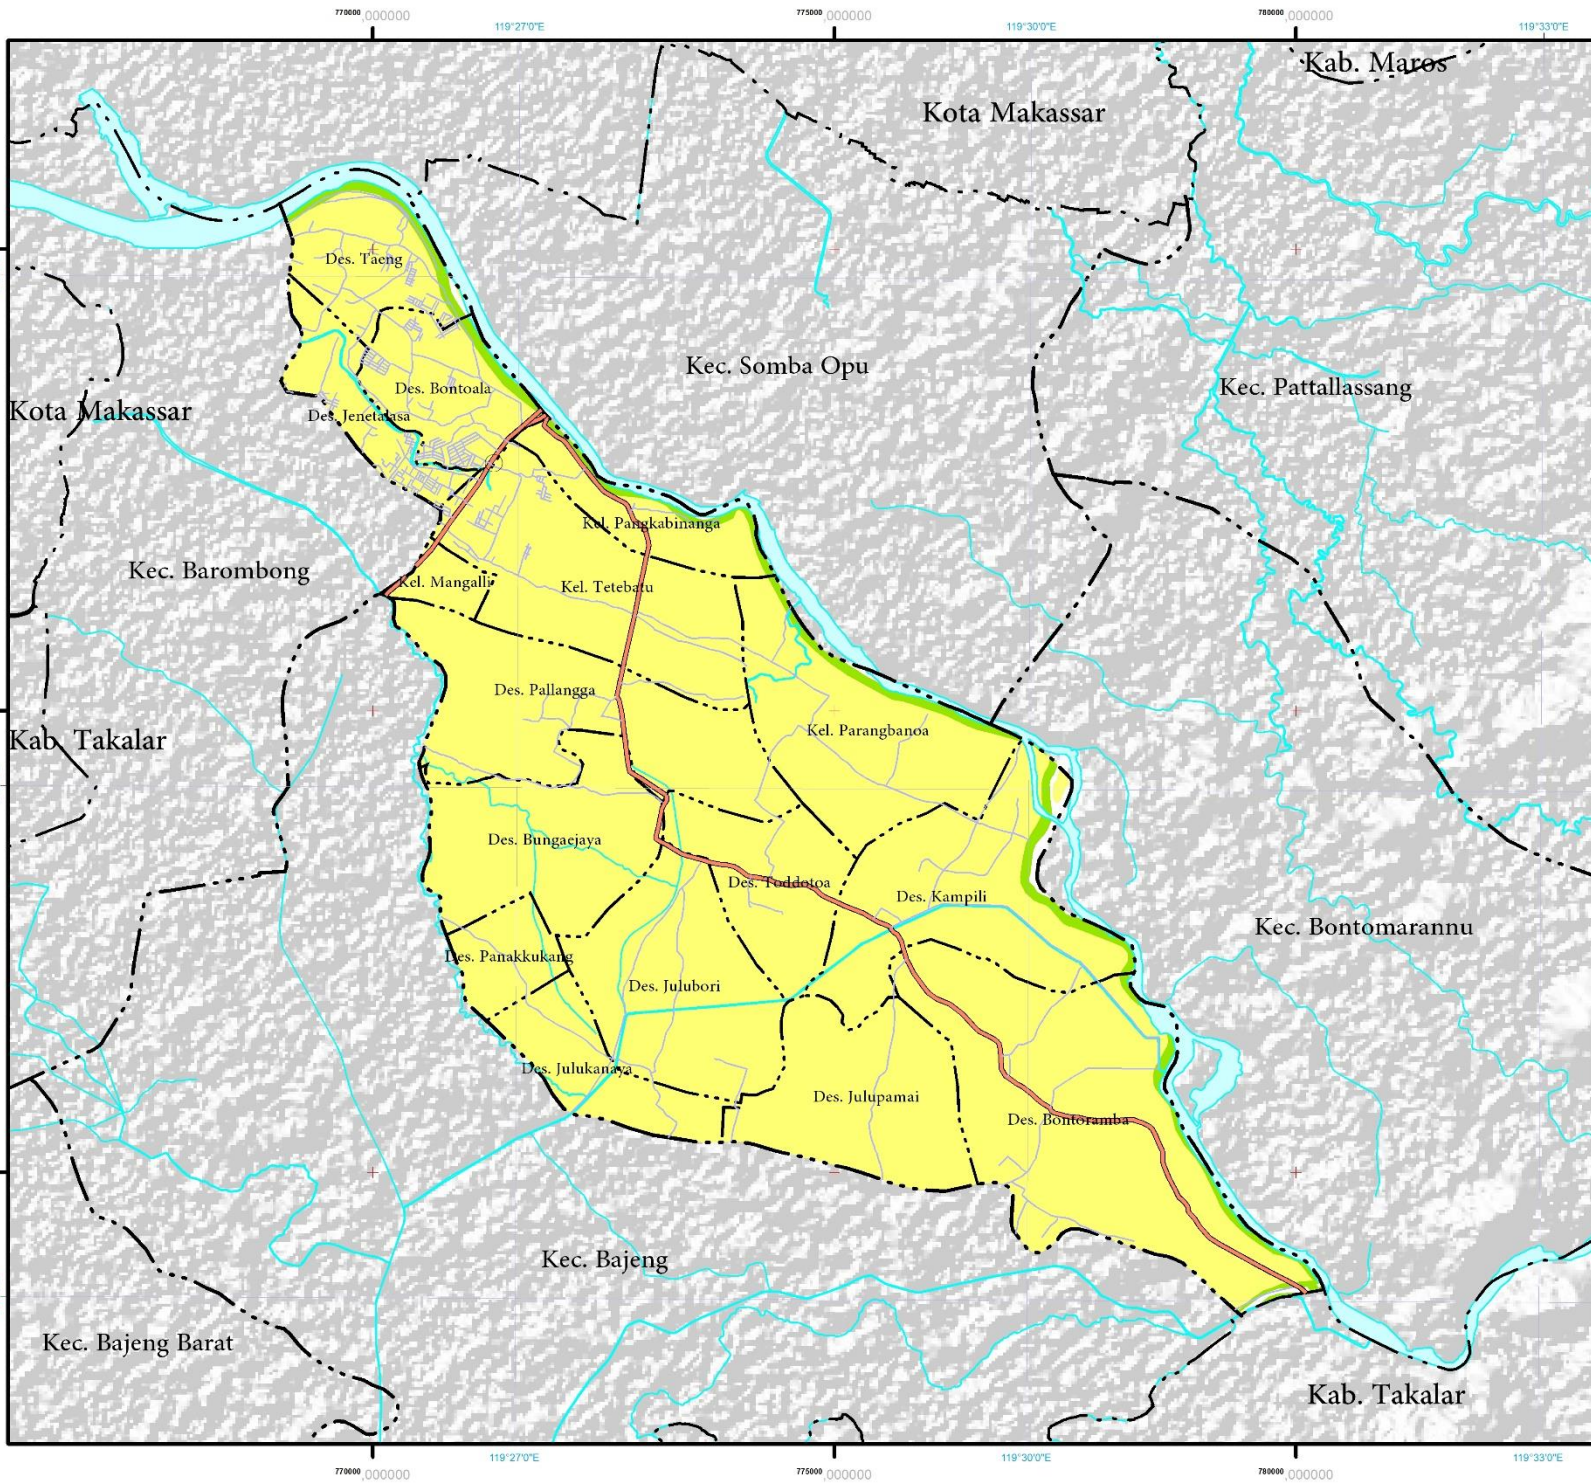 770000 ,000000
775000 ,000000
780000 ,000000
119°27'0"E
119°30'0"E
119°33'0"E
Kab. Maros
Kota Makassar
Des. Taeng
Kec. Somba Opu
Kec. Pattallassang
Des. Bontoala
Kota Makassar
Des. Jenetalasa
Kel. Pangkabinanga
Kec. Barombong
Kel. Mangalli
Kel. Tetebatu
Des. Pallangga
Kel. Parangbanoa
Kab. Takalar
Des. Bungaejaya
Des. Toddotoa
Des. Kampili
Kec. Bontomarannu
Des. Panakkukang
Des. Julubori
Des. Julukanaya
Des. Julupamai
Des. Bontoramba
Kec. Bajeng
Kec. Bajeng Barat
Kab. Takalar
119°27'0"E
119°30'0"E
119°33'0"E
770000 ,000000
775000 ,000000
780000 ,000000